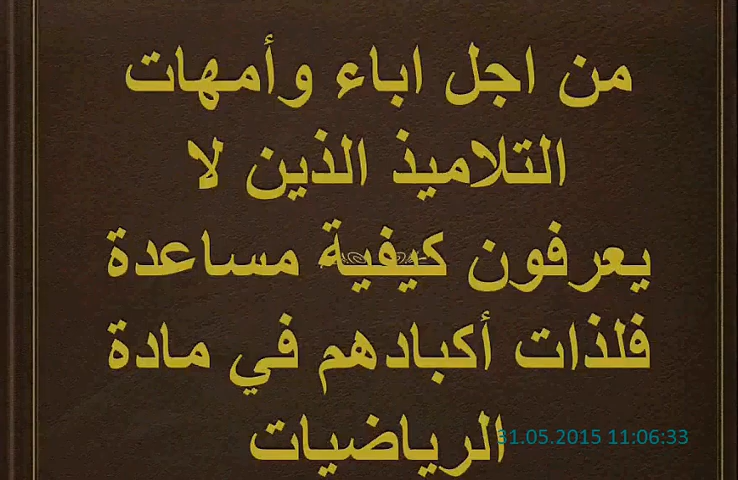 من اجل اباء وأمهات
التلاميذ الذين لا
يعرفون كيفية مساعدة
فلذات أكبادهم في مادة
الرياضيات
31.05.2015 11:06:33